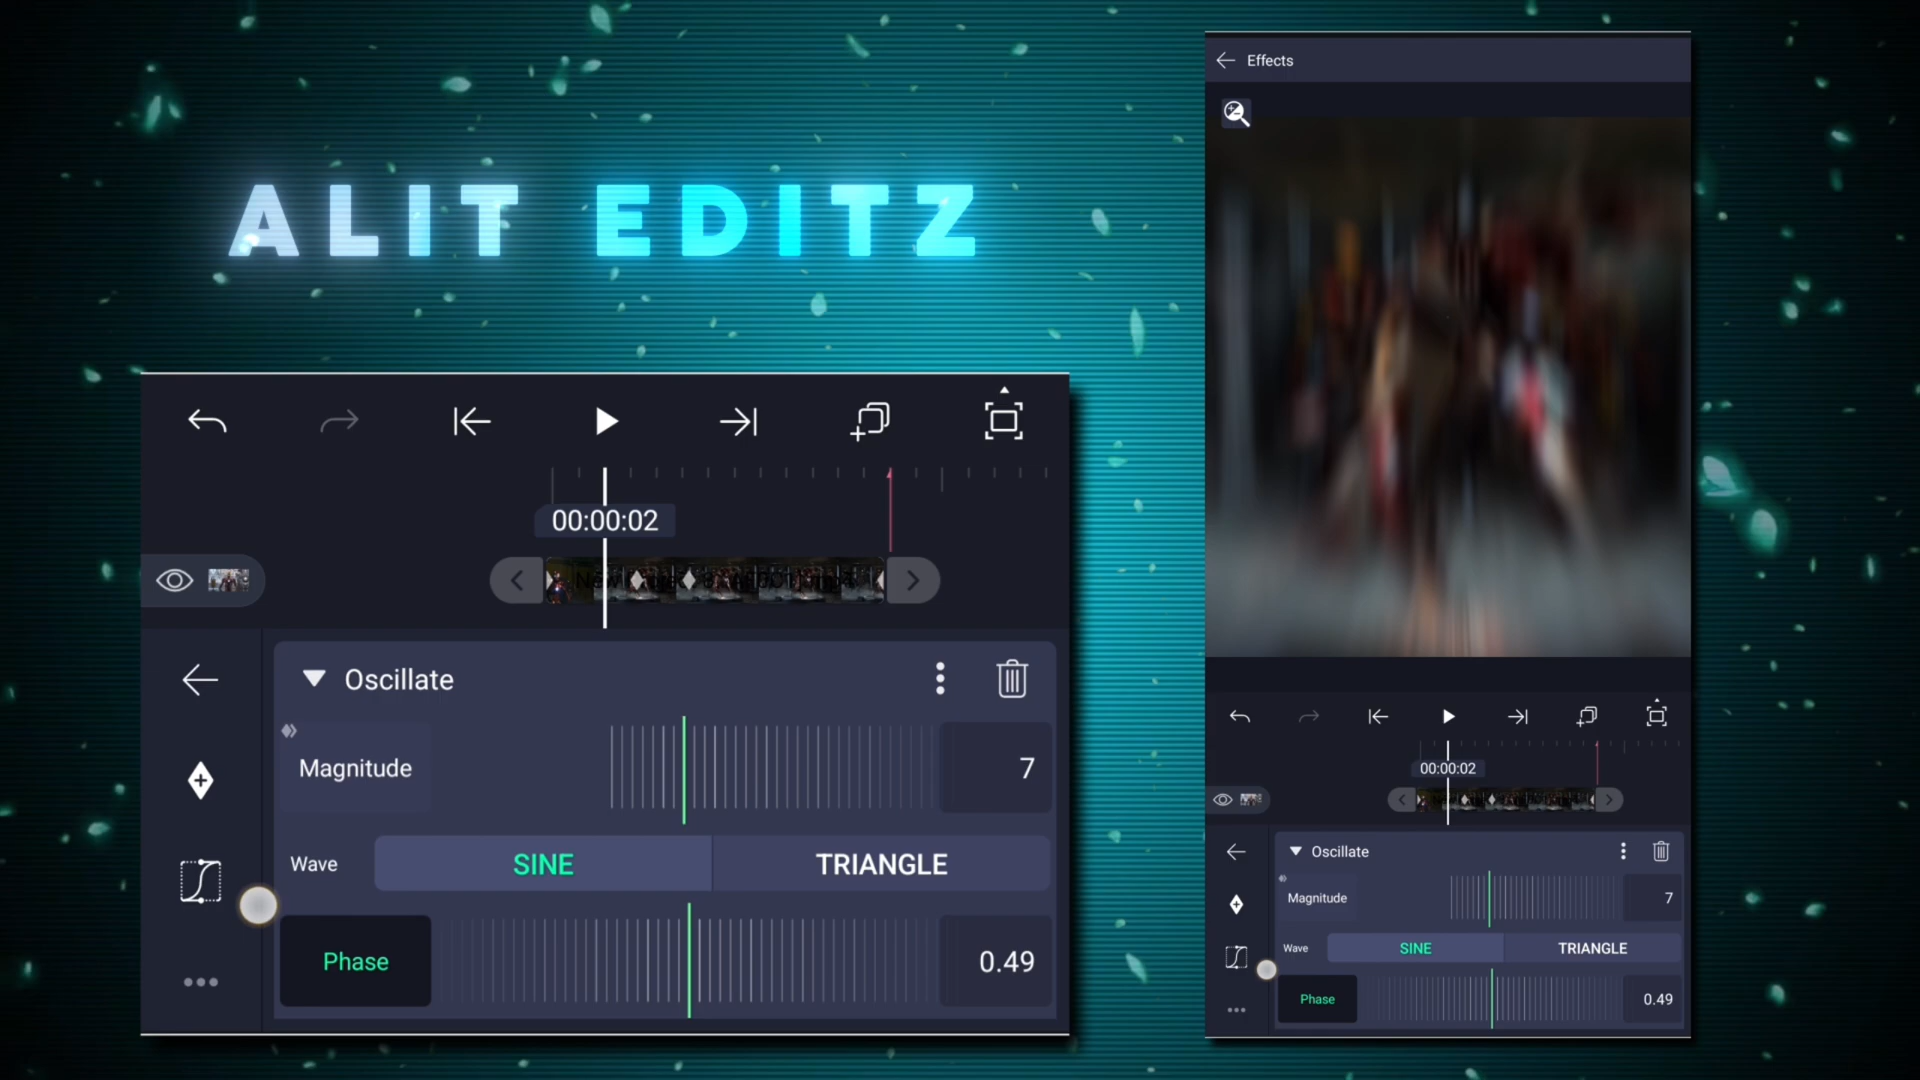 ALIT EDITZ
00:00:02
Oscillate
Magnitude
7
Wave
SINE
TRIANGLE
Phase
0.49
Effects
00:00:02
Oscillate
Magnitude
7
Wave
SINE
TRIANGLE
Phase
0.49